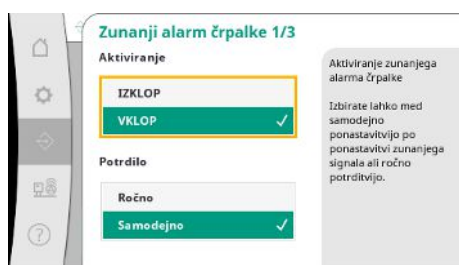 Zunanji alarm črpalke 1/3
Aktiviranje
IZKLOP
VKLOP
Potrdilo
Ročno
Samodejno
Aktiviranje zunanjega
alarma črpalke
Izbirate lahko med
samodejno
ponastavitvijo po
ponastavitvi zunanjega
signala ali ročno
potrditvijo.